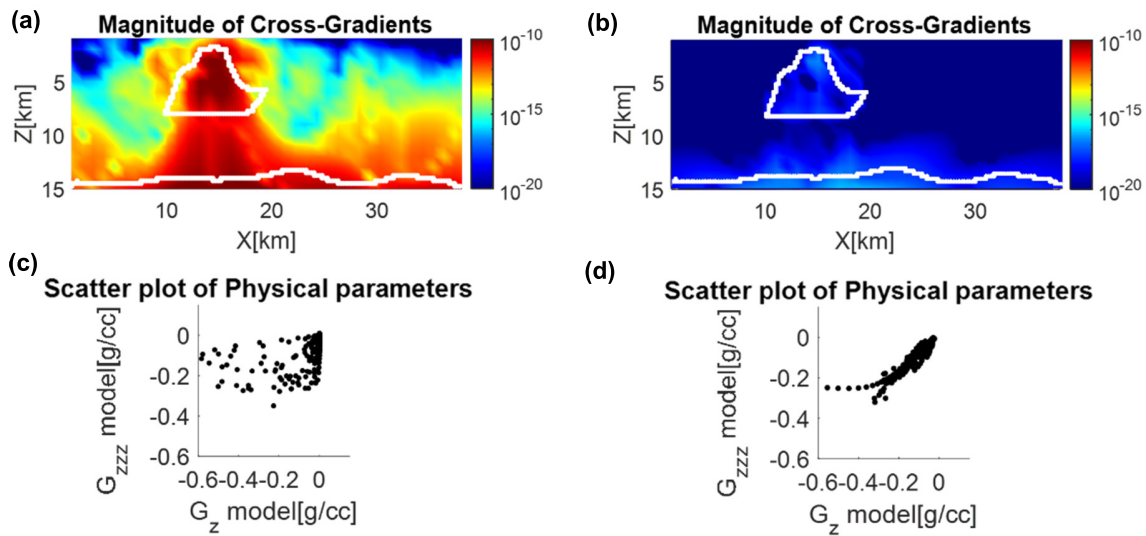 (a)
Magnitude of Cross-Gradients
Z[km]
5
10
15
10 20 30
X[km]
10-10
10-15
10-20
(b)
Magnitude of Cross-Gradients
Z[km]
5
10
15
10 20 30
X[km]
10-10
10-15
10-20
(c)
Scatter plot of Physical parameters
Gzzz model[g/cc]
0
-0.2
-0.4
-0.6
-0.6 -0.4 -0.2 0
Gz model[g/cc]
(d)
Scatter plot of Physical parameters
Gzzz model[g/cc]
0
-0.2
-0.4
-0.6
-0.6 -0.4 -0.2 0
Gz model[g/cc]